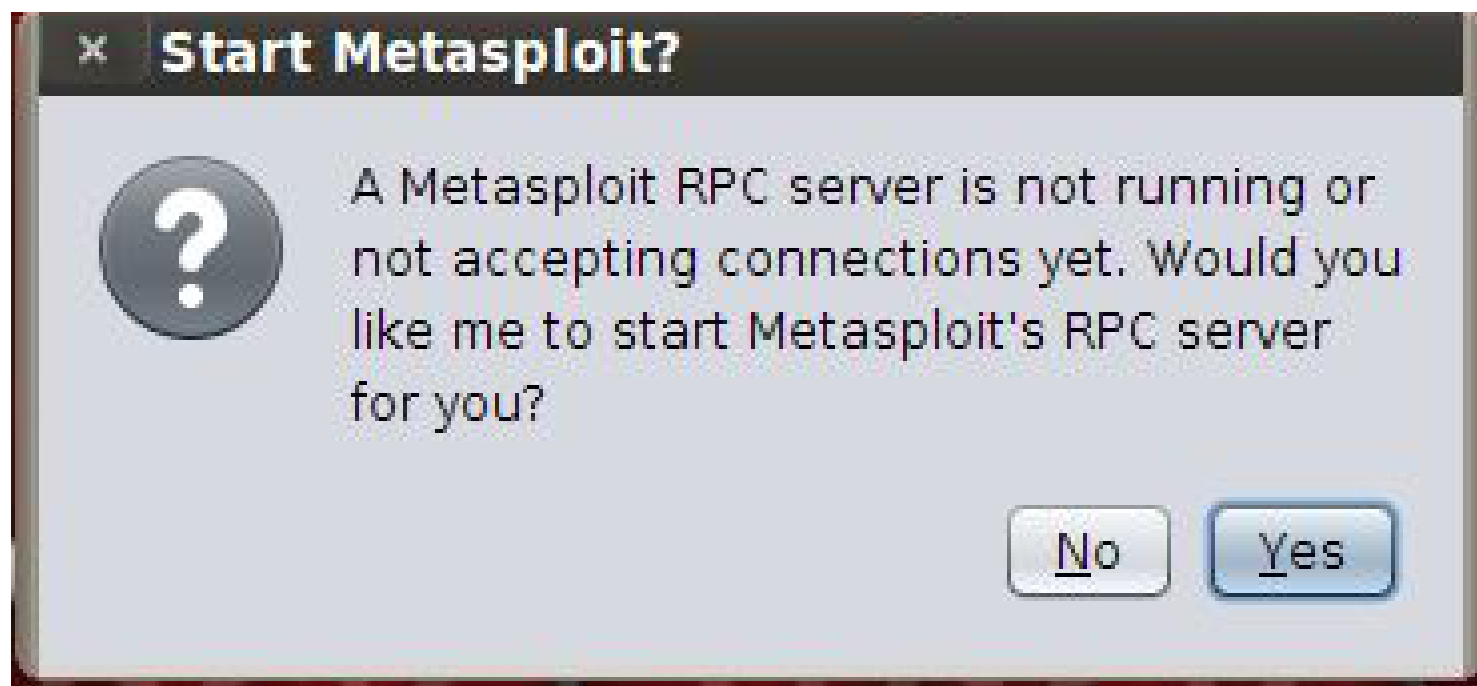 Start Metasploit?
A Metasploit RPC server is not running or
not accepting connections yet. Would you
like me to start Metasploit's RPC server
for you?
No
Yes